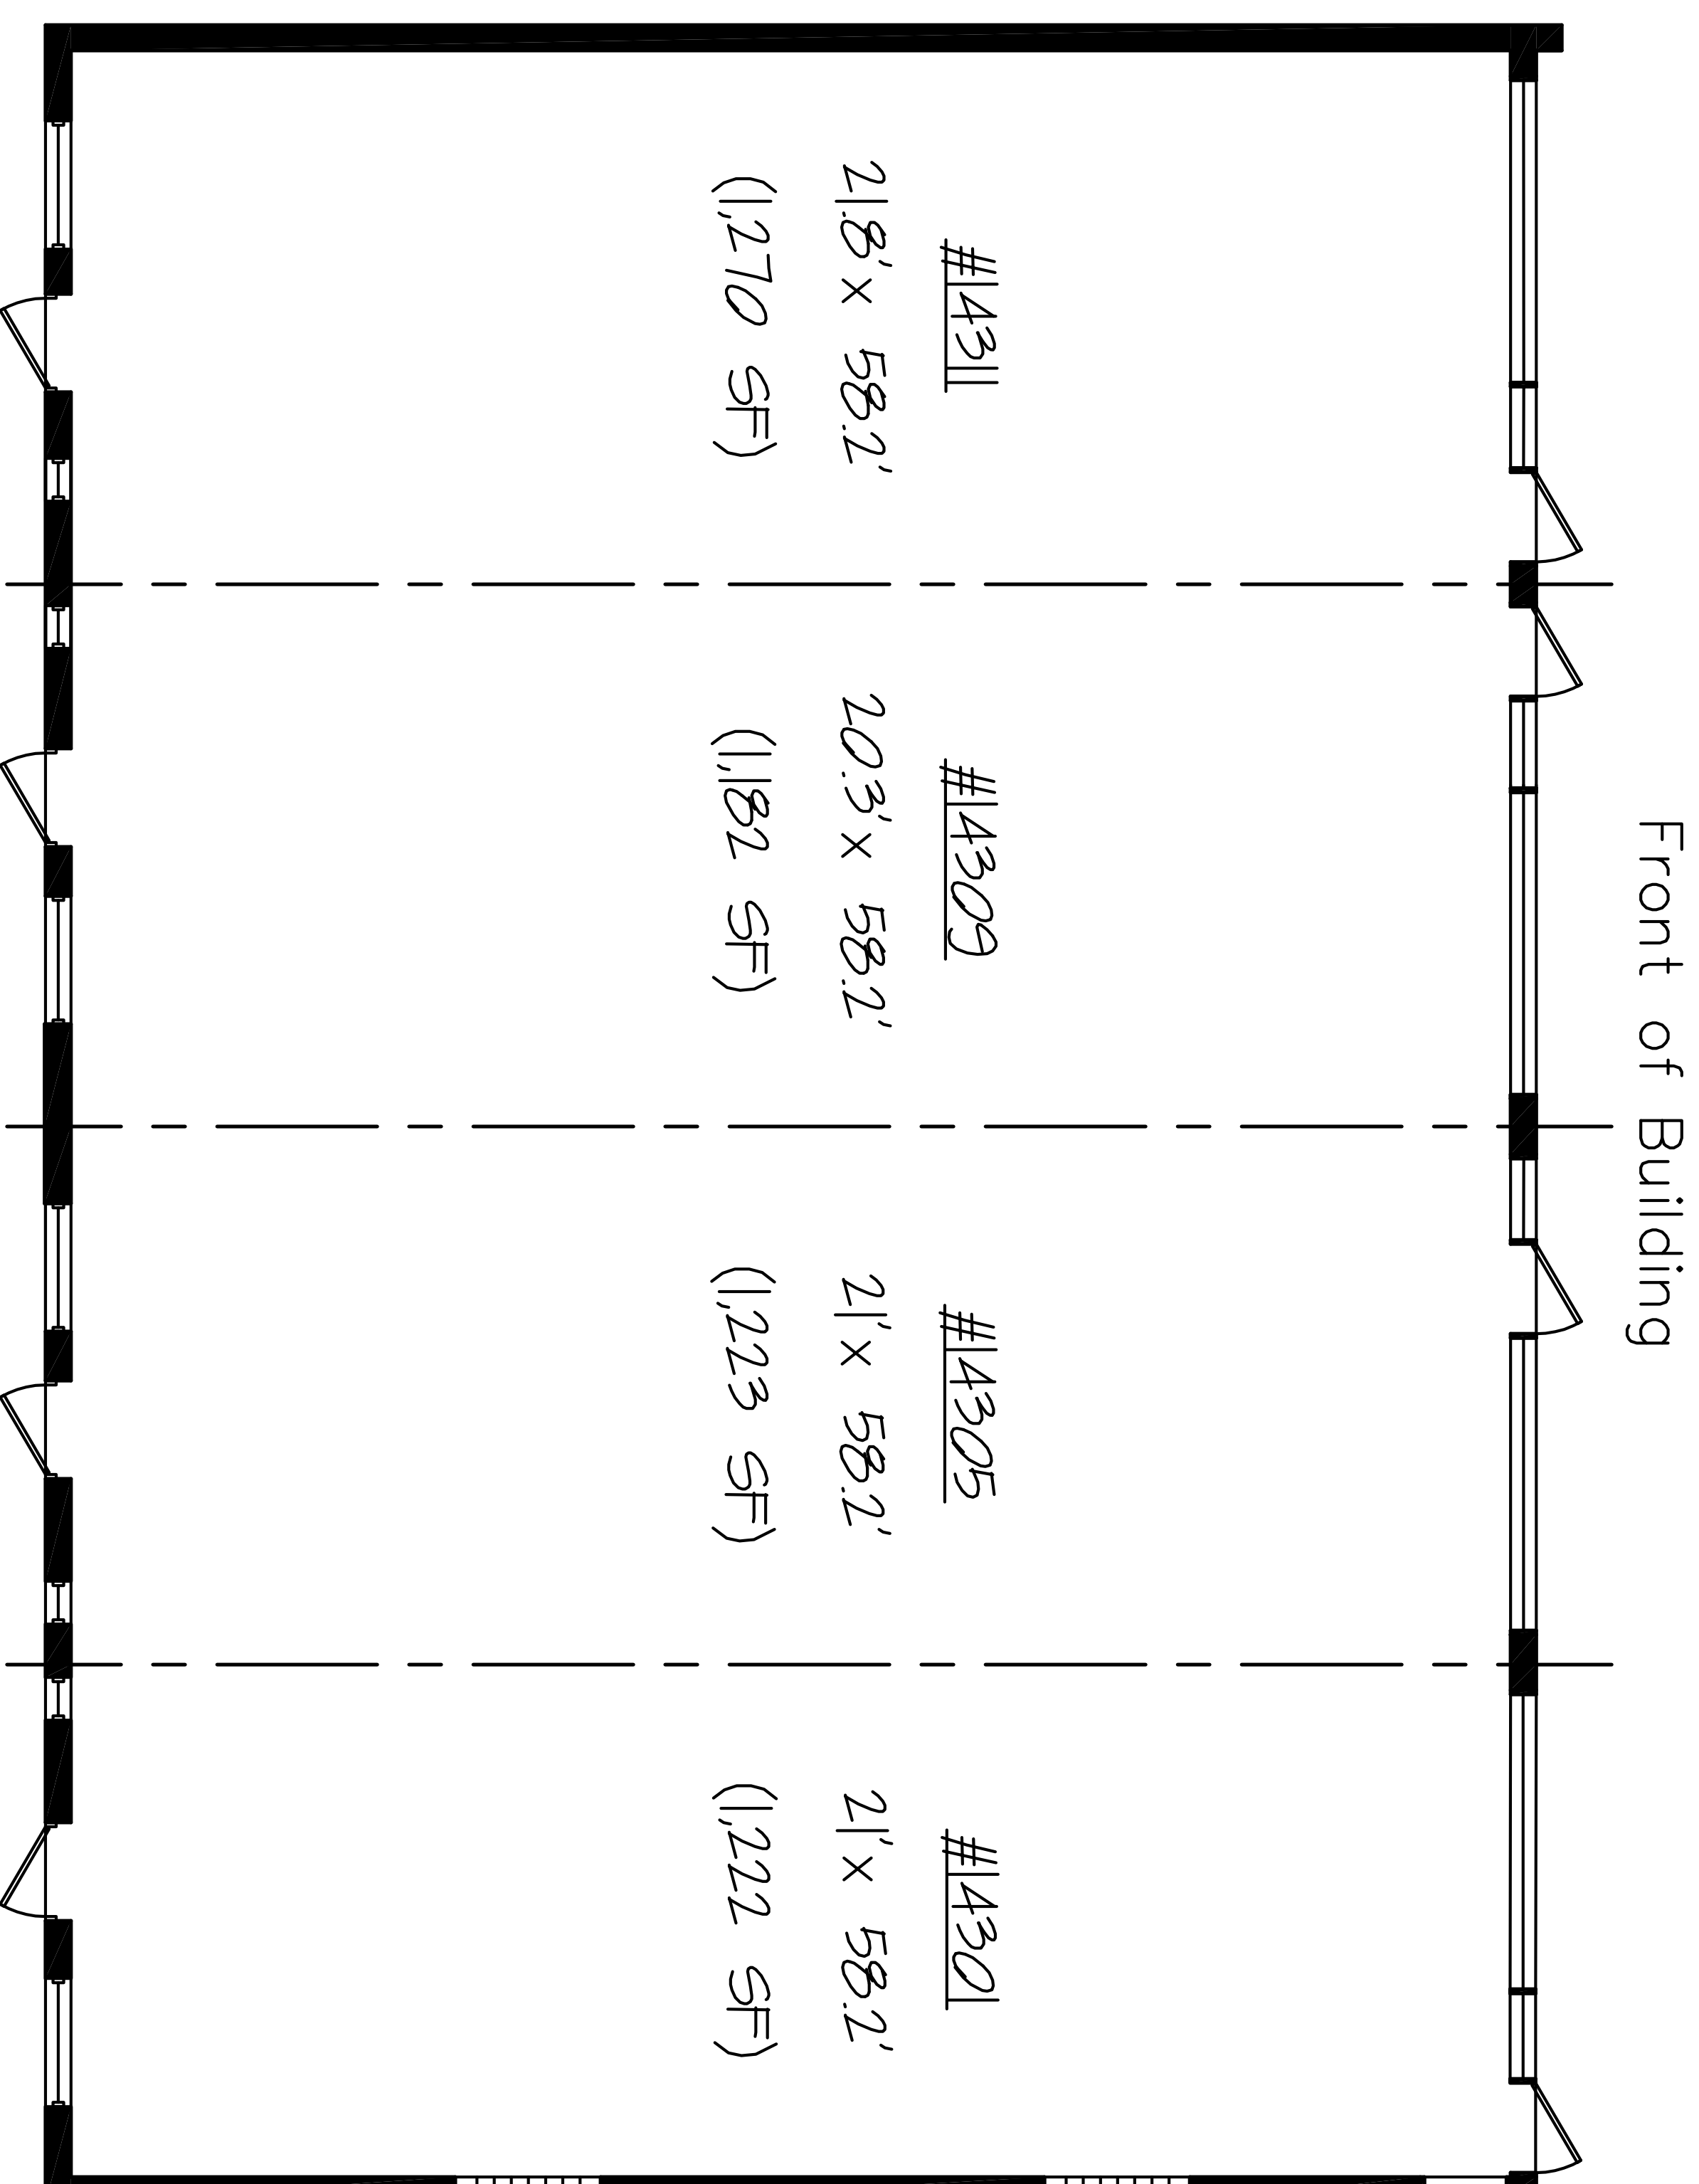 Front of Building
#14311
21.8' x 58.2'
(1,270 SF)
#14309
20.3' x 58.2'
(1,182 SF)
#14305
21' x 58.2'
(1,223 SF)
#14301
21' x 58.2'
(1,222 SF)